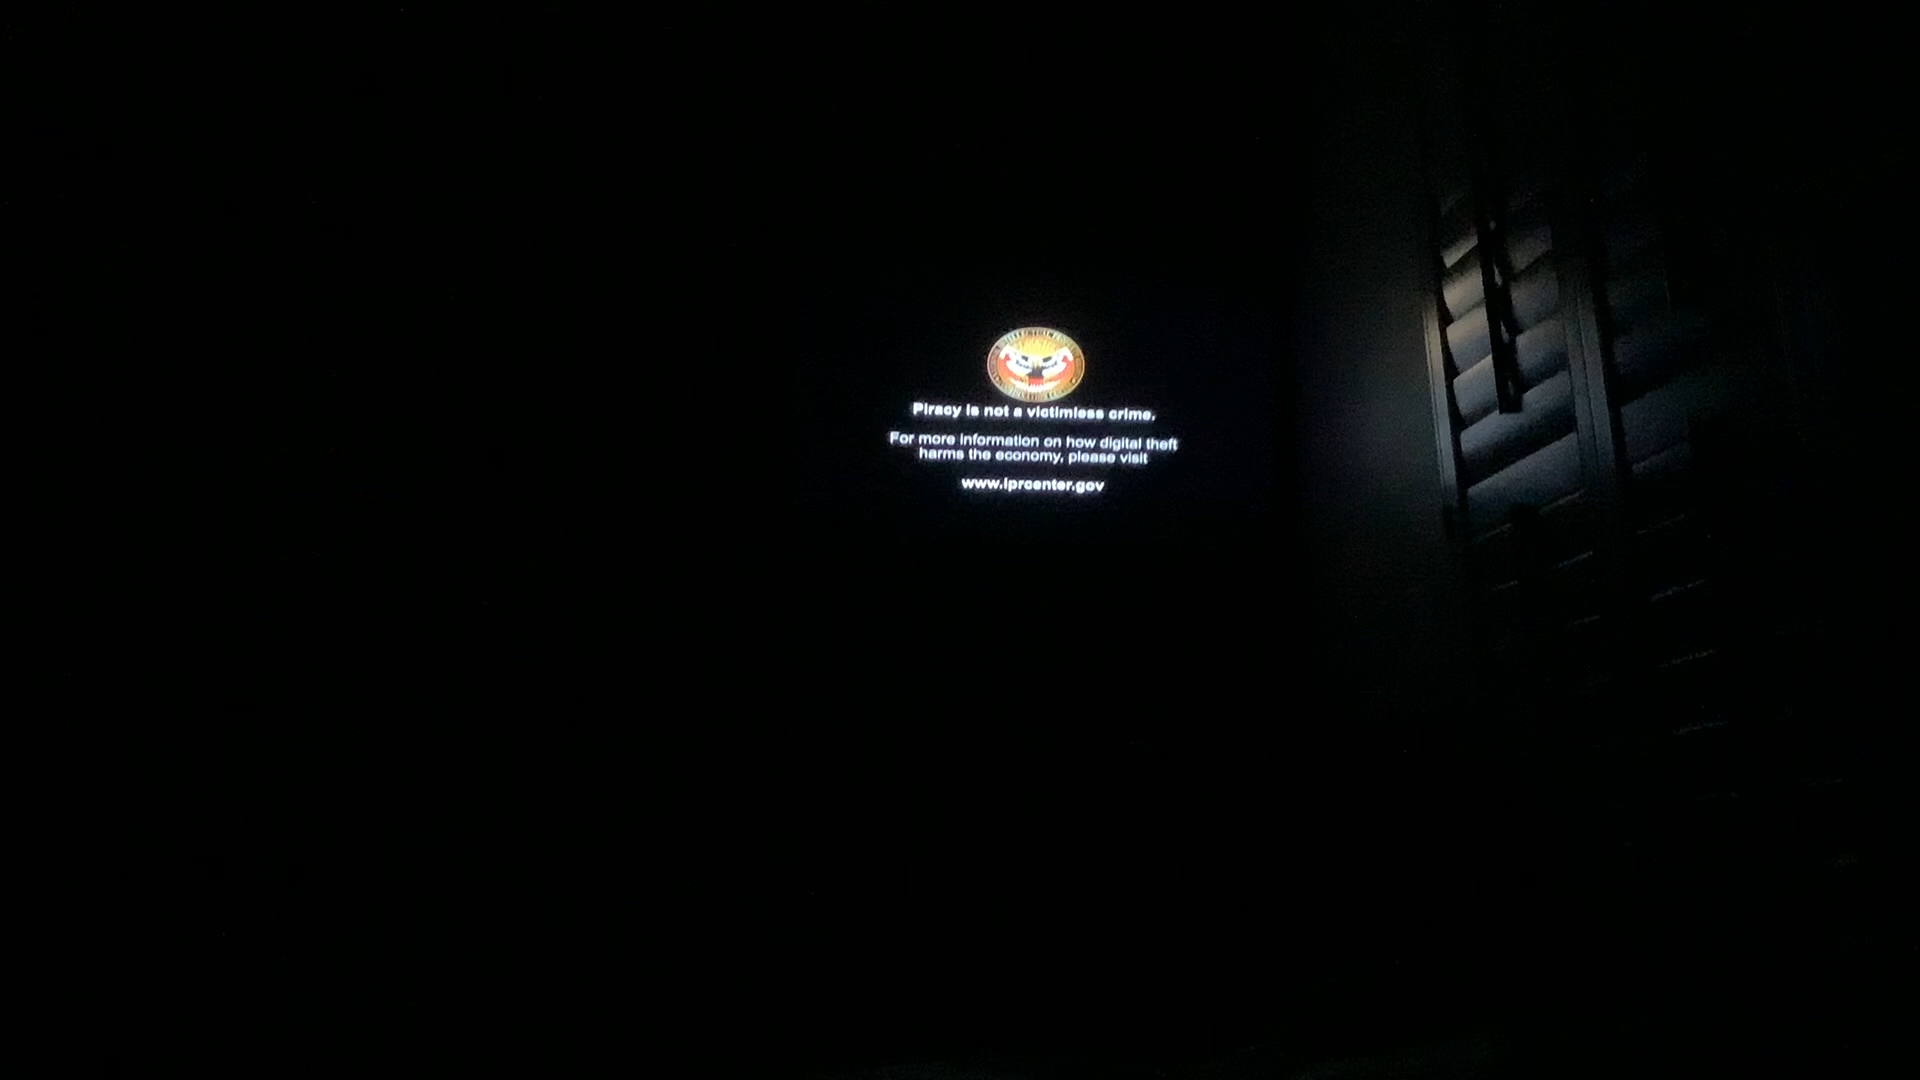 Piracy is not a victimless crime.
For more information on how digital theft
harms the economy, please visit
www.iprcenter.gov